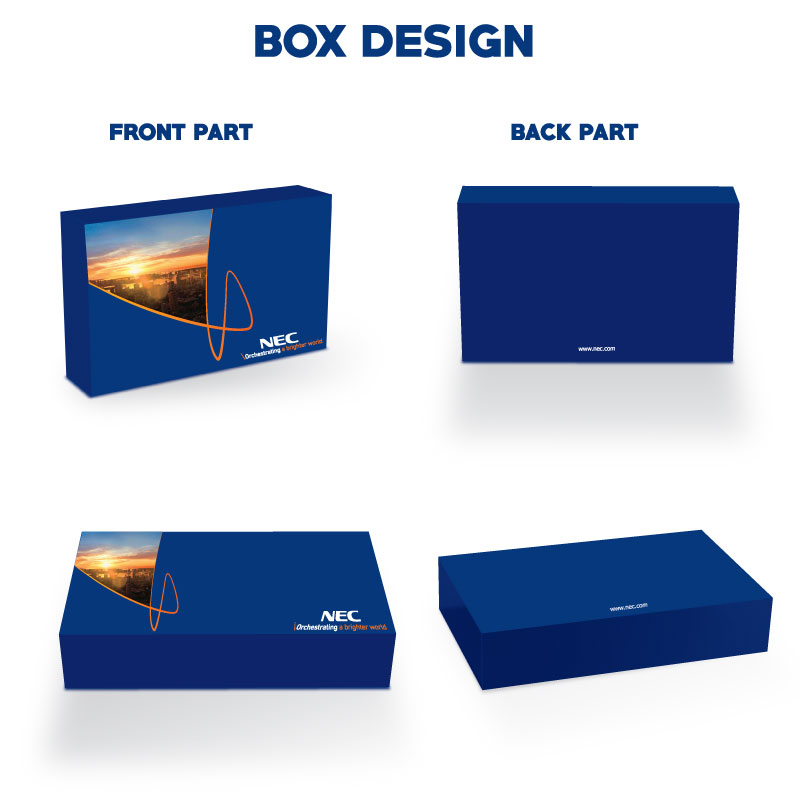 BOX DESIGN
FRONT PART
BACK PART
NEC
\Orchestrating a brighter world
www.nec.com
NEC
\Orchestrating a brighter world
www.nec.com